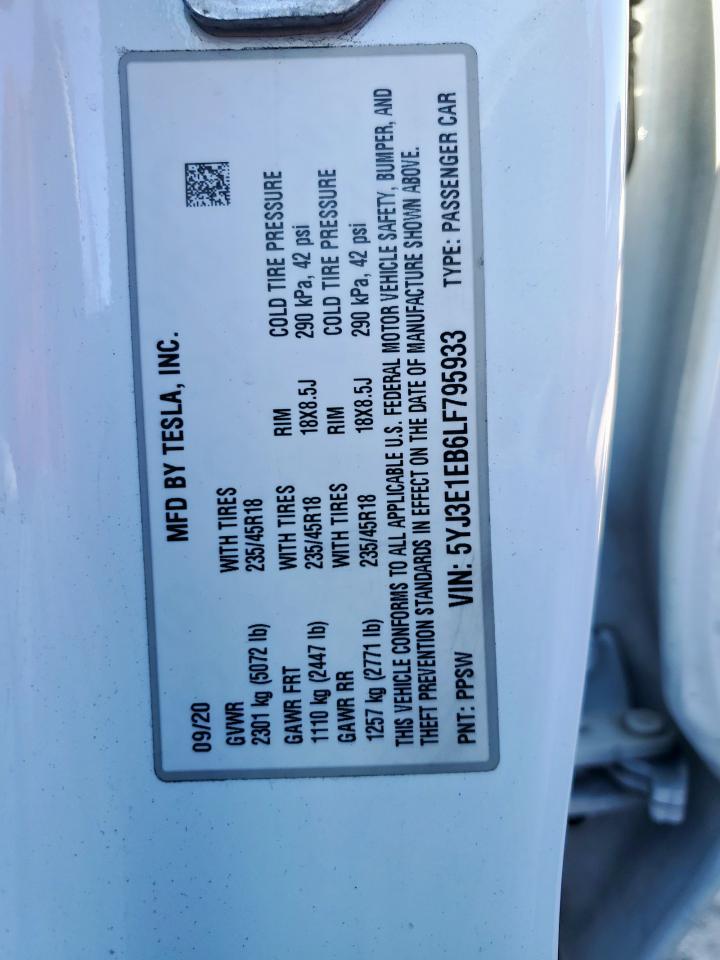 MFD BY TESLA, INC.
09/20
GVWR WITH TIRES
2301 kg (5072 lb) 235/45R18
GAWR FRT WITH TIRES RIM COLD TIRE PRESSURE
1110 kg (2447 lb) 235/45R18 18X8.5J 290 kPa, 42 psi
GAWR RR WITH TIRES RIM COLD TIRE PRESSURE
1257 kg (2771 lb) 235/45R18 18X8.5J 290 kPa, 42 psi
THIS VEHICLE CONFORMS TO ALL APPLICABLE U.S. FEDERAL MOTOR VEHICLE SAFETY, BUMPER, AND
THEFT PREVENTION STANDARDS IN EFFECT ON THE DATE OF MANUFACTURE SHOWN ABOVE.
PNT: PPSW VIN: 5YJ3E1EB6LF795933 TYPE: PASSENGER CAR